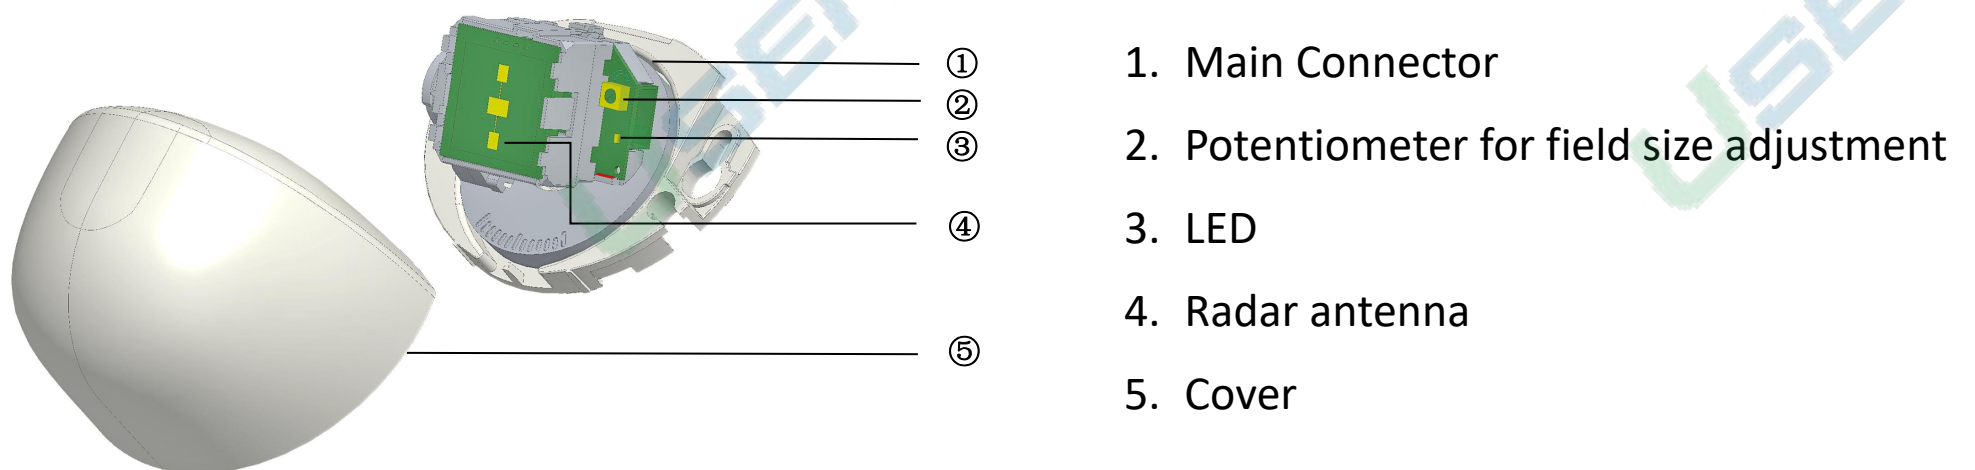 ①
②
③
④
⑤
1. Main Connector
2. Potentiometer for field size adjustment
3. LED
4. Radar antenna
5. Cover